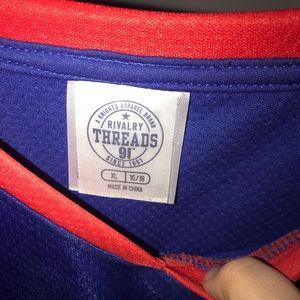 A KNIGHTS APPAREL BRAND
RIVALRY
THREADS
91
SINCE 1991
XL 16/18
MADE IN CHINA